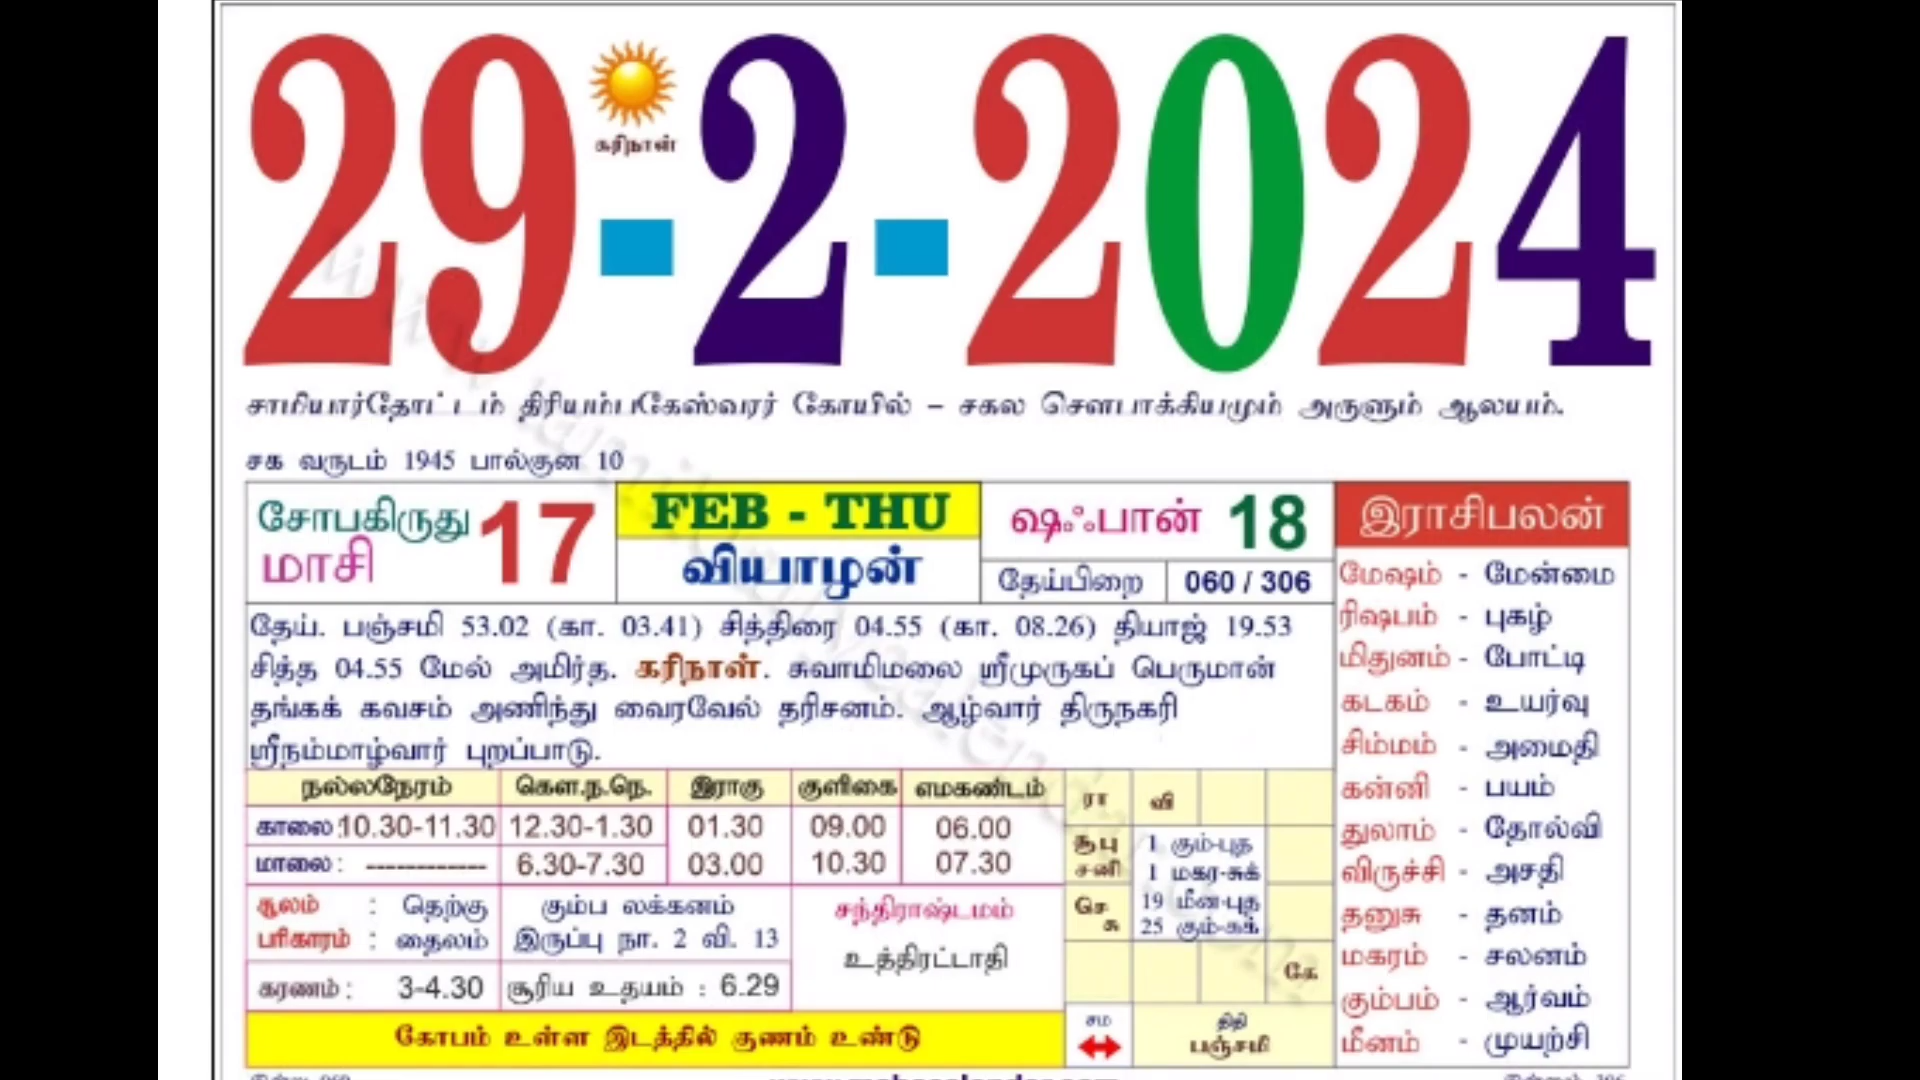 29-2-2024
கரிநாள்
சாமியார்தோட்டம் திரியம்பகேஸ்வரர் கோயில் – சகல சௌபாக்கியமும் அருளும் ஆலயம்.
சக வருடம் 1945 பால்குன 10
சோபகிருது
மாசி 17
FEB - THU
வியாழன்
ஷஃபான் 18
தேய்பிறை 060 / 306
தேய். பஞ்சமி 53.02 (கா. 03.41) சித்திரை 04.55 (கா. 08.26) தியாஜ் 19.53
சித்த 04.55 மேல் அமிர்த. கரிநாள். சுவாமிமலை ஸ்ரீமுருகப் பெருமான்
தங்கக் கவசம் அணிந்து வைரவேல் தரிசனம். ஆழ்வார் திருநகரி
ஸ்ரீநம்மாழ்வார் புறப்பாடு.
நல்லநேரம் கௌ.ந.நெ. இராகு குளிகை எமகண்டம்
காலை 10.30-11.30 12.30-1.30 01.30 09.00 06.00
மாலை : ------------ 6.30-7.30 03.00 10.30 07.30
சூலம் : தெற்கு
பரிகாரம் : தைலம்
கரணம் : 3-4.30
கும்ப லக்கனம்
இருப்பு நா. 2 வி. 13
சூரிய உதயம் : 6.29
சந்திராஷ்டமம்
உத்திரட்டாதி
கோபம் உள்ள இடத்தில் குணம் உண்டு
ரா வி
சூ பு
சனி
செ
சு
1 கும்-புத
1 மகர-சுக்
19 மீன-புத
25 கும்-சுக்
கே
சம
திதி
பஞ்சமி
இராசிபலன்
மேஷம் - மேன்மை
ரிஷபம் - புகழ்
மிதுனம் - போட்டி
கடகம் - உயர்வு
சிம்மம் - அமைதி
கன்னி - பயம்
துலாம் - தோல்வி
விருச்சி - அசதி
தனுசு - தனம்
மகரம் - சலனம்
கும்பம் - ஆர்வம்
மீனம் - முயற்சி